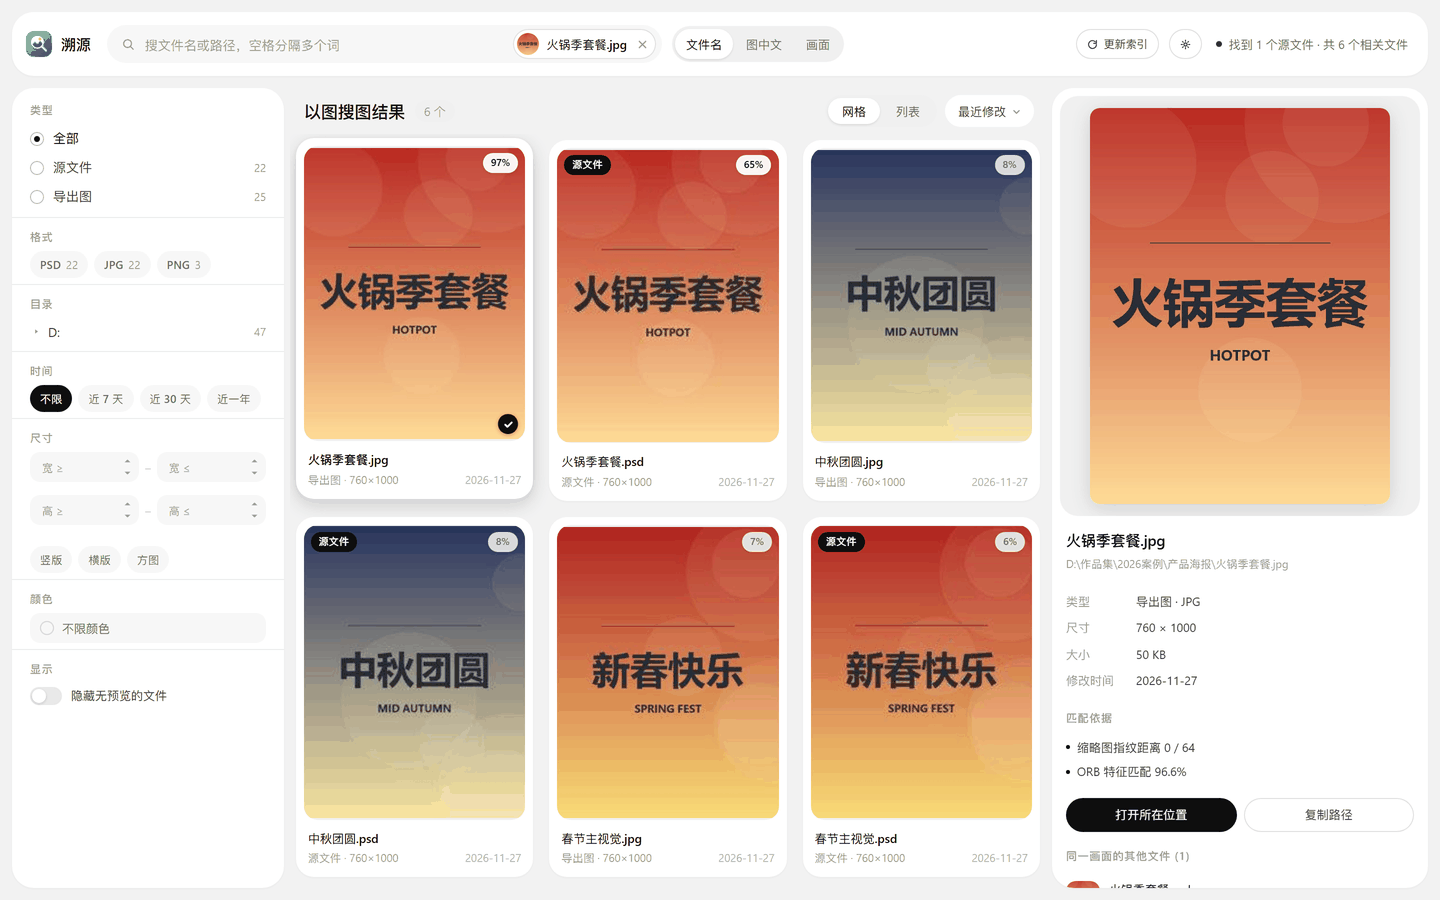 溯源
搜文件名或路径，空格分隔多个词
火锅季套餐.jpg
文件名 图中文 画面
更新索引
找到 1 个源文件 · 共 6 个相关文件
类型
全部
源文件 22
导出图 25
格式
PSD 22 JPG 22 PNG 3
目录
D: 47
时间
不限 近 7 天 近 30 天 近一年
尺寸
宽 ≥ – 宽 ≤
高 ≥ – 高 ≤
竖版 横版 方图
颜色
不限颜色
显示
隐藏无预览的文件
以图搜图结果 6 个
网格 列表 最近修改
97%
火锅季套餐
HOTPOT
火锅季套餐.jpg
导出图 · 760×1000 2026-11-27
源文件 65%
火锅季套餐
HOTPOT
火锅季套餐.psd
源文件 · 760×1000 2026-11-27
8%
中秋团圆
MID AUTUMN
中秋团圆.jpg
导出图 · 760×1000 2026-11-27
源文件 8%
中秋团圆
MID AUTUMN
中秋团圆.psd
源文件 · 760×1000 2026-11-27
7%
新春快乐
SPRING FEST
春节主视觉.jpg
导出图 · 760×1000 2026-11-27
源文件 6%
新春快乐
SPRING FEST
春节主视觉.psd
源文件 · 760×1000 2026-11-27
火锅季套餐
HOTPOT
火锅季套餐.jpg
D:\作品集\2026案例\产品海报\火锅季套餐.jpg
类型 导出图 · JPG
尺寸 760 × 1000
大小 50 KB
修改时间 2026-11-27
匹配依据
缩略图指纹距离 0 / 64
ORB 特征匹配 96.6%
打开所在位置 复制路径
同一画面的其他文件 (1)